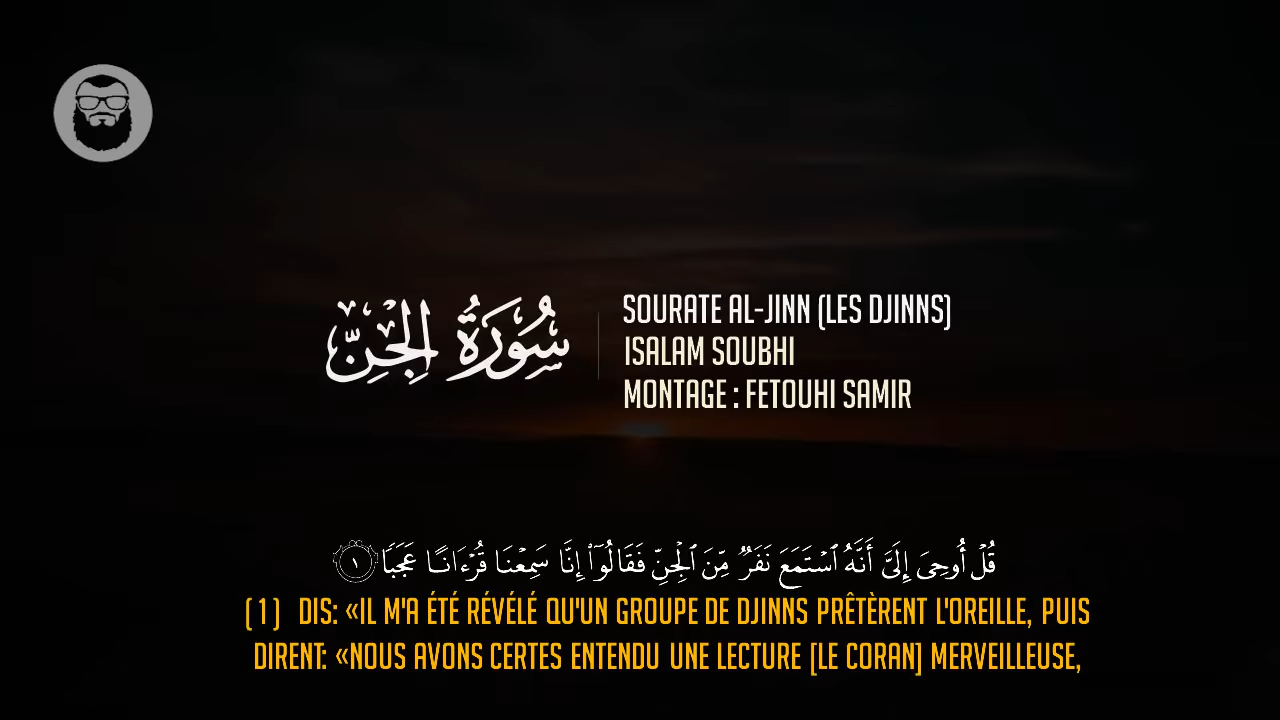 سُورَةُ الجِنِّ
SOURATE AL-JINN (LES DJINNS)
ISALAM SOUBHI
MONTAGE : FETOUHI SAMIR
قُلْ أُوحِىَ إِلَىَّ أَنَّهُ ٱسْتَمَعَ نَفَرٌ مِّنَ ٱلْجِنِّ فَقَالُوٓا۟ إِنَّا سَمِعْنَا قُرْءَانًا عَجَبًا ١
(1) DIS: «IL M'A ÉTÉ RÉVÉLÉ QU'UN GROUPE DE DJINNS PRÊTÈRENT L'OREILLE, PUIS
DIRENT: «NOUS AVONS CERTES ENTENDU UNE LECTURE [LE CORAN] MERVEILLEUSE,